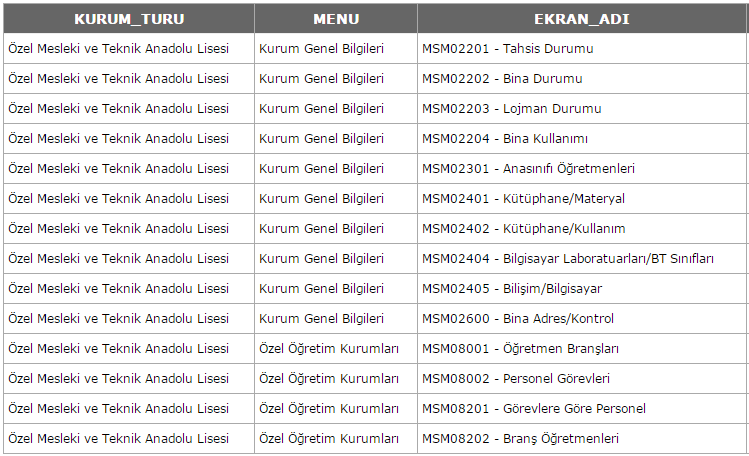 KURUM_TURU MENU EKRAN_ADI
Özel Mesleki ve Teknik Anadolu Lisesi Kurum Genel Bilgileri MSM02201 - Tahsis Durumu
Özel Mesleki ve Teknik Anadolu Lisesi Kurum Genel Bilgileri MSM02202 - Bina Durumu
Özel Mesleki ve Teknik Anadolu Lisesi Kurum Genel Bilgileri MSM02203 - Lojman Durumu
Özel Mesleki ve Teknik Anadolu Lisesi Kurum Genel Bilgileri MSM02204 - Bina Kullanımı
Özel Mesleki ve Teknik Anadolu Lisesi Kurum Genel Bilgileri MSM02301 - Anasınıfı Öğretmenleri
Özel Mesleki ve Teknik Anadolu Lisesi Kurum Genel Bilgileri MSM02401 - Kütüphane/Materyal
Özel Mesleki ve Teknik Anadolu Lisesi Kurum Genel Bilgileri MSM02402 - Kütüphane/Kullanım
Özel Mesleki ve Teknik Anadolu Lisesi Kurum Genel Bilgileri MSM02404 - Bilgisayar Laboratuarları/BT Sınıfları
Özel Mesleki ve Teknik Anadolu Lisesi Kurum Genel Bilgileri MSM02405 - Bilişim/Bilgisayar
Özel Mesleki ve Teknik Anadolu Lisesi Kurum Genel Bilgileri MSM02600 - Bina Adres/Kontrol
Özel Mesleki ve Teknik Anadolu Lisesi Özel Öğretim Kurumları MSM08001 - Öğretmen Branşları
Özel Mesleki ve Teknik Anadolu Lisesi Özel Öğretim Kurumları MSM08002 - Personel Görevleri
Özel Mesleki ve Teknik Anadolu Lisesi Özel Öğretim Kurumları MSM08201 - Görevlere Göre Personel
Özel Mesleki ve Teknik Anadolu Lisesi Özel Öğretim Kurumları MSM08202 - Branş Öğretmenleri